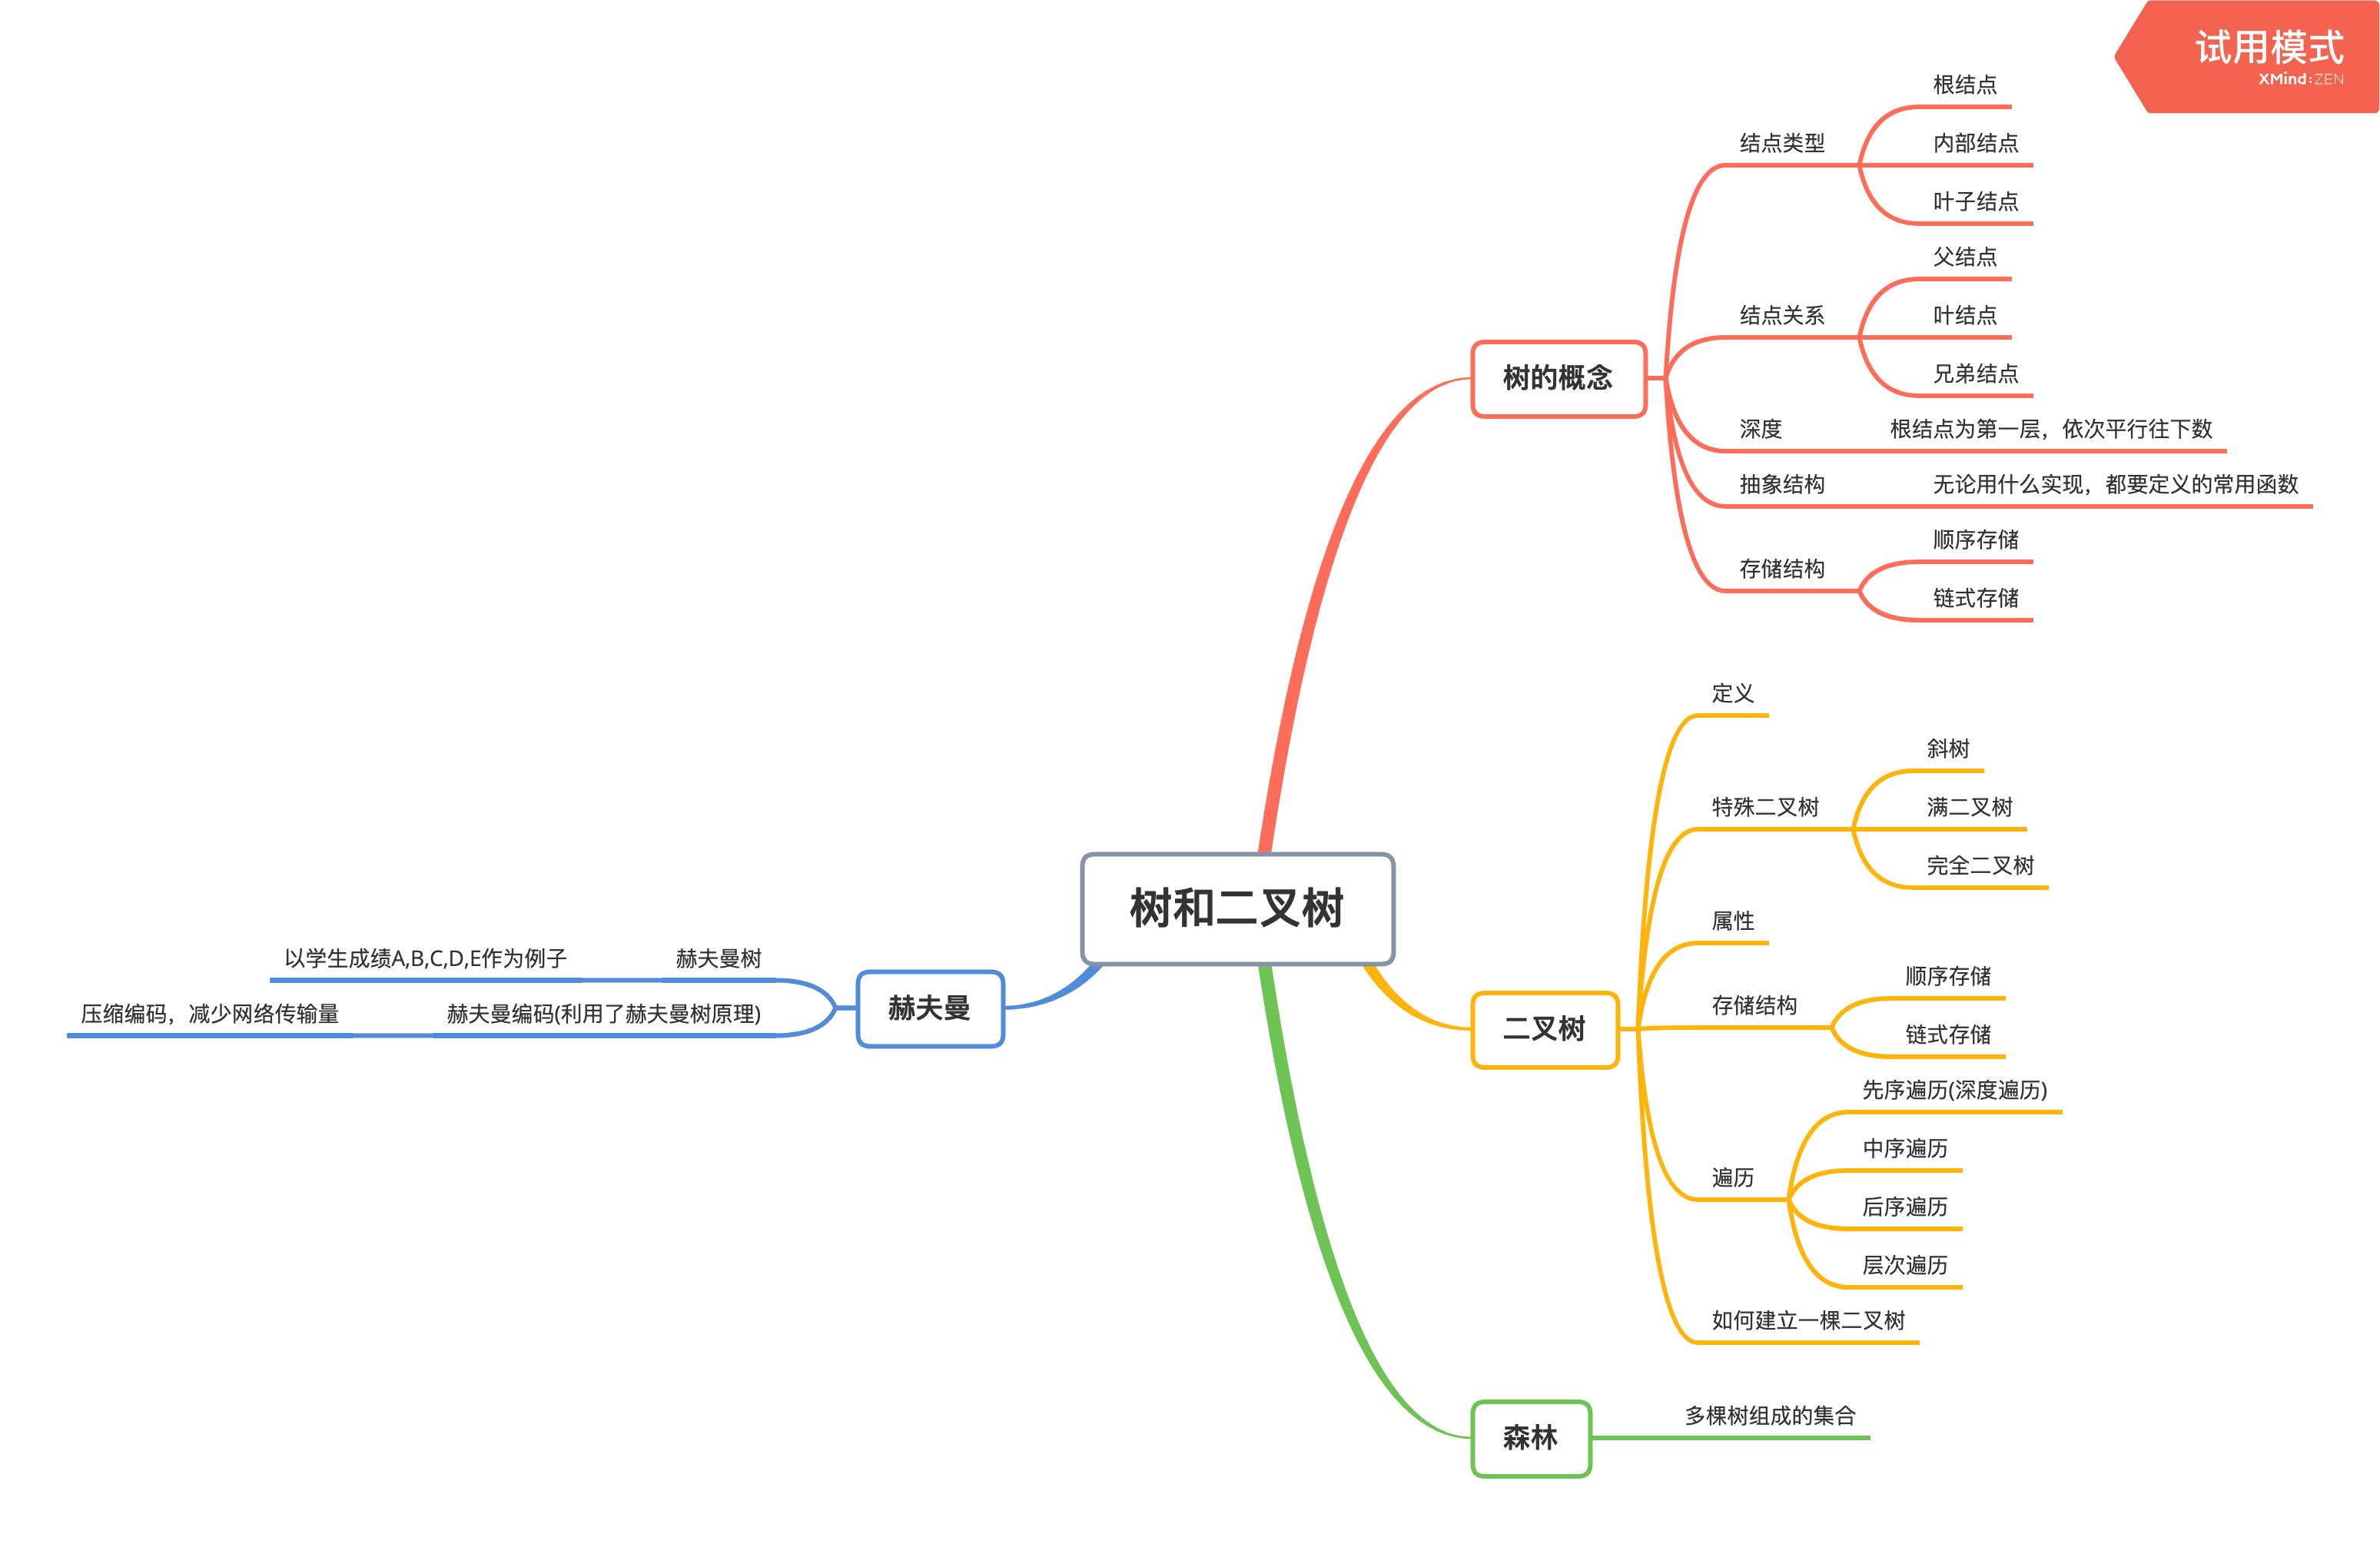 试用模式
XMind:ZEN
树和二叉树
树的概念
结点类型
根结点
内部结点
叶子结点
结点关系
父结点
叶结点
兄弟结点
深度
根结点为第一层，依次平行往下数
抽象结构
无论用什么实现，都要定义的常用函数
存储结构
顺序存储
链式存储
二叉树
定义
特殊二叉树
斜树
满二叉树
完全二叉树
属性
存储结构
顺序存储
链式存储
遍历
先序遍历(深度遍历)
中序遍历
后序遍历
层次遍历
如何建立一棵二叉树
森林
多棵树组成的集合
赫夫曼
赫夫曼树
以学生成绩A,B,C,D,E作为例子
赫夫曼编码(利用了赫夫曼树原理)
压缩编码，减少网络传输量